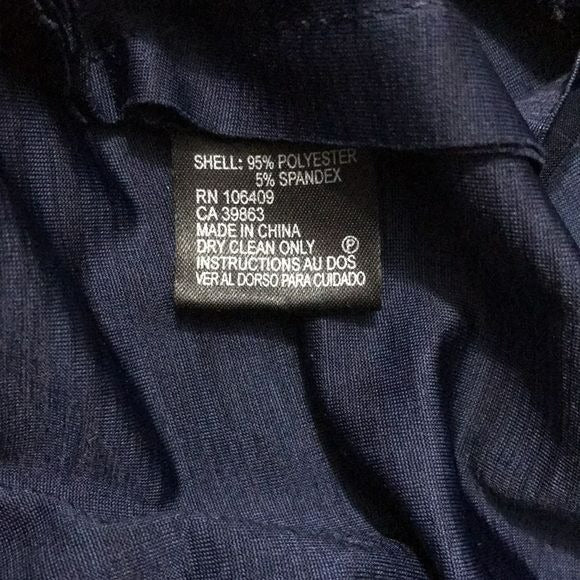 SHELL: 95% POLYESTER
5% SPANDEX
RN 106409
CA 39863
MADE IN CHINA
DRY CLEAN ONLY Ⓟ
INSTRUCTIONS AU DOS
VER AL DORSO PARA CUIDADO